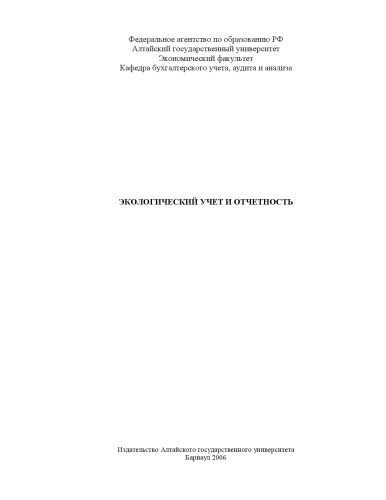 Федеральное агентство по образованию РФ
Алтайский государственный университет
Экономический факультет
Кафедра бухгалтерского учета, аудита и анализа
ЭКОЛОГИЧЕСКИЙ УЧЕТ И ОТЧЕТНОСТЬ
Издательство Алтайского государственного университета
Барнаул 2006